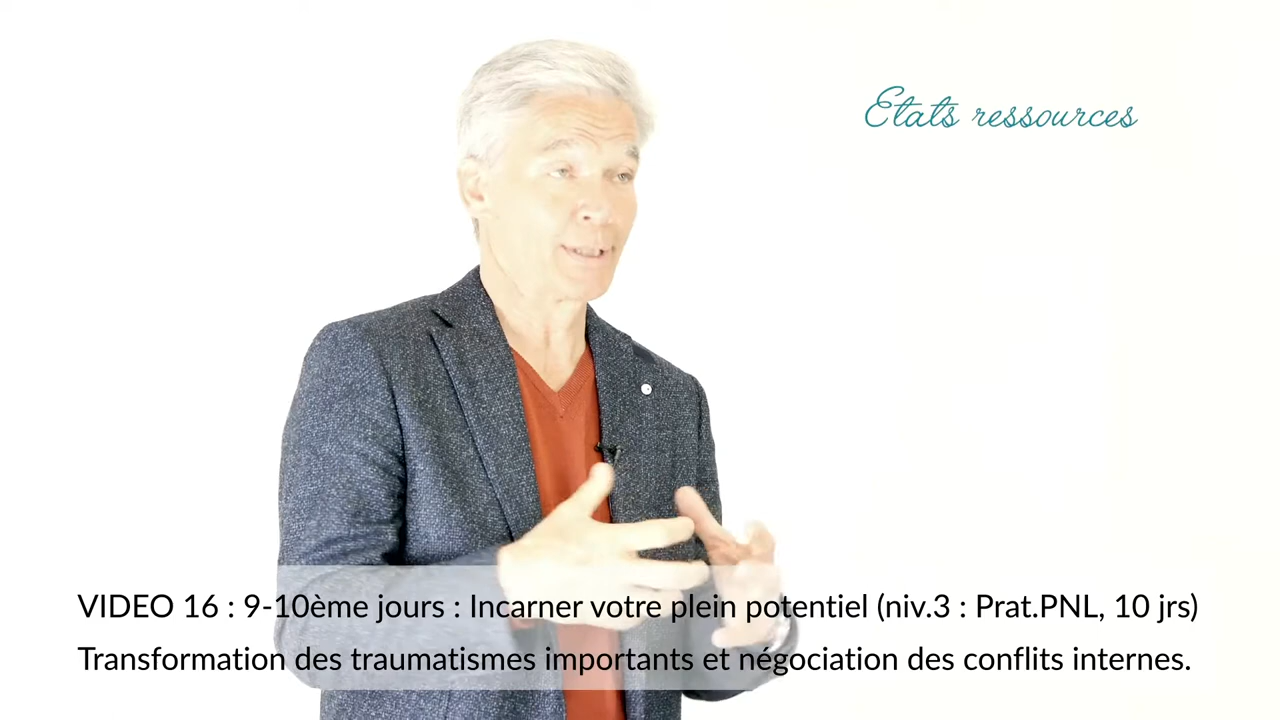 Etats ressources
VIDEO 16 : 9-10ème jours : Incarner votre plein potentiel (niv.3 : Prat.PNL, 10 jrs)
Transformation des traumatismes importants et négociation des conflits internes.